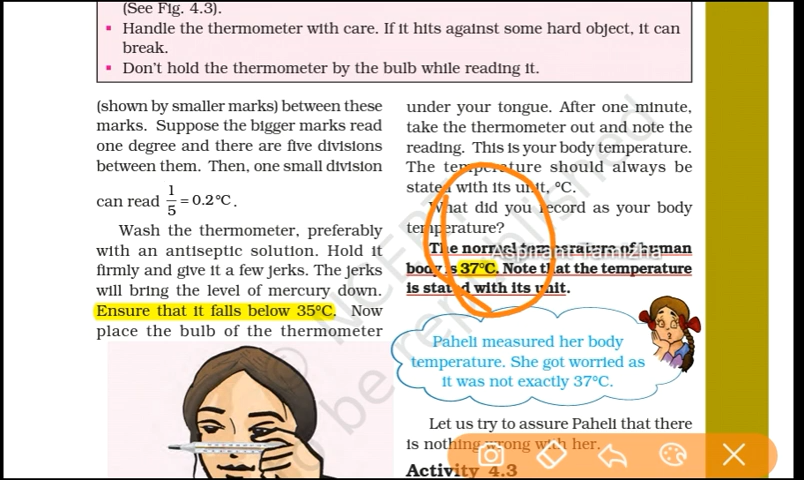 (See Fig. 4.3).
▪ Handle the thermometer with care. If it hits against some hard object, it can
break.
▪ Don't hold the thermometer by the bulb while reading it.
(shown by smaller marks) between these
marks. Suppose the bigger marks read
one degree and there are five divisions
between them. Then, one small division
can read 1/5 = 0.2°C.
Wash the thermometer, preferably
with an antiseptic solution. Hold it
firmly and give it a few jerks. The jerks
will bring the level of mercury down.
Ensure that it falls below 35°C. Now
place the bulb of the thermometer
under your tongue. After one minute,
take the thermometer out and note the
reading. This is your body temperature.
The temperature should always be
stated with its unit, °C.
What did you record as your body
temperature?
The normal temperature of human
body is 37°C. Note that the temperature
is stated with its unit.
Aspirant Tamizha
Paheli measured her body
temperature. She got worried as
it was not exactly 37°C.
Let us try to assure Paheli that there
is nothing wrong with her.
Activity 4.3
© NCERT
be republished